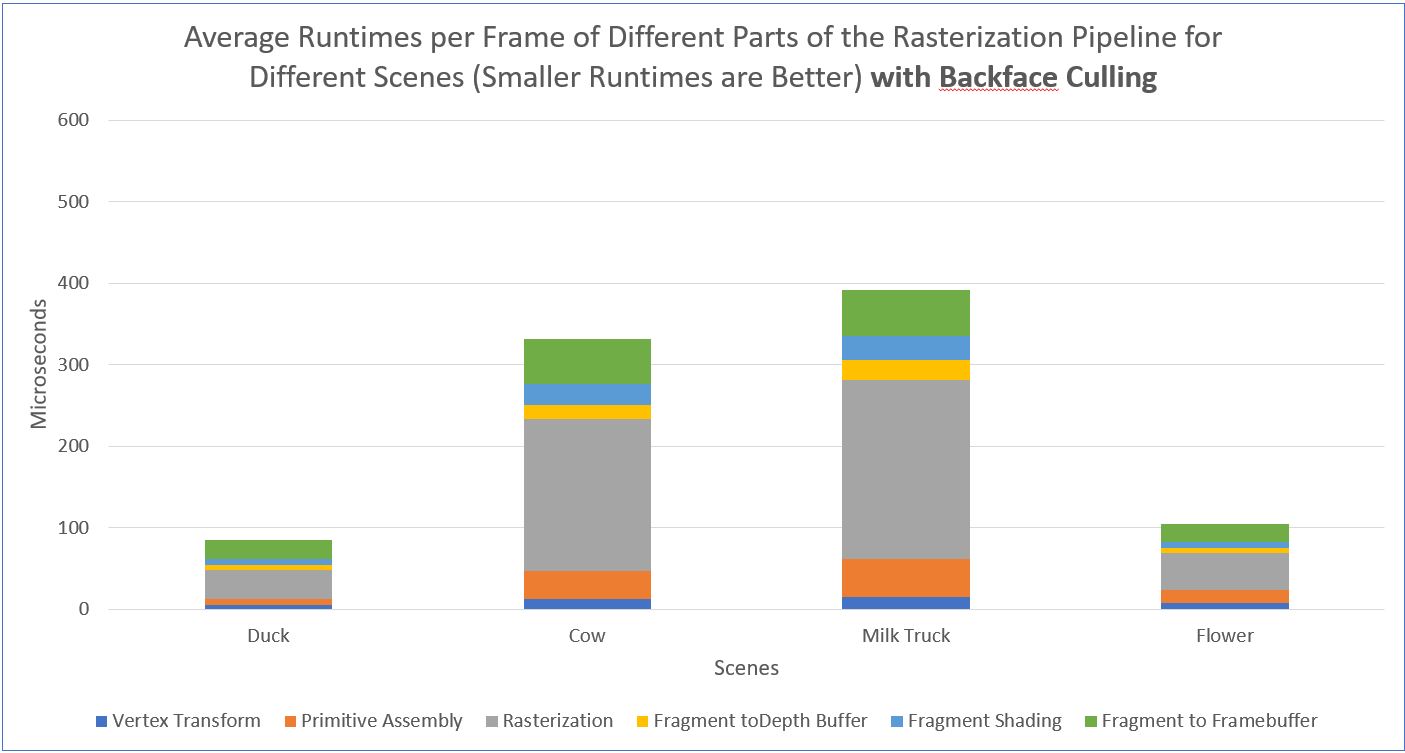 Average Runtimes per Frame of Different Parts of the Rasterization Pipeline for
Different Scenes (Smaller Runtimes are Better) with Backface Culling
600
500
400
300
200
100
0
Microseconds
Duck Cow Milk Truck Flower
Scenes
Vertex Transform Primitive Assembly Rasterization Fragment toDepth Buffer Fragment Shading Fragment to Framebuffer